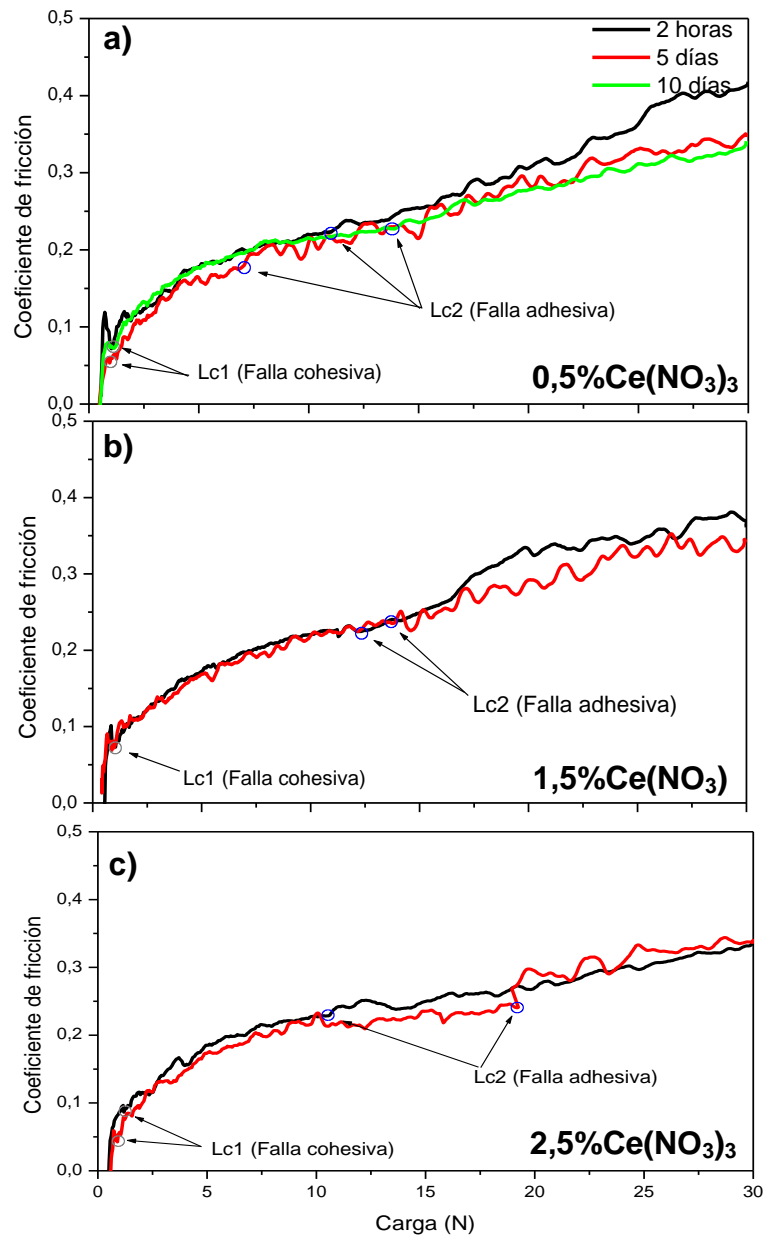 a)
2 horas
5 días
10 días
0,5
0,4
0,3
0,2
0,1
0,0
Coeficiente de fricción
Lc2 (Falla adhesiva)
Lc1 (Falla cohesiva)
0,5%Ce(NO₃)₃
b)
0,5
0,4
0,3
0,2
0,1
0,0
Coeficiente de fricción
Lc2 (Falla adhesiva)
Lc1 (Falla cohesiva)
1,5%Ce(NO₃)
c)
0,5
0,4
0,3
0,2
0,1
0,0
Coeficiente de fricción
Lc2 (Falla adhesiva)
Lc1 (Falla cohesiva)
2,5%Ce(NO₃)₃
0 5 10 15 20 25 30
Carga (N)